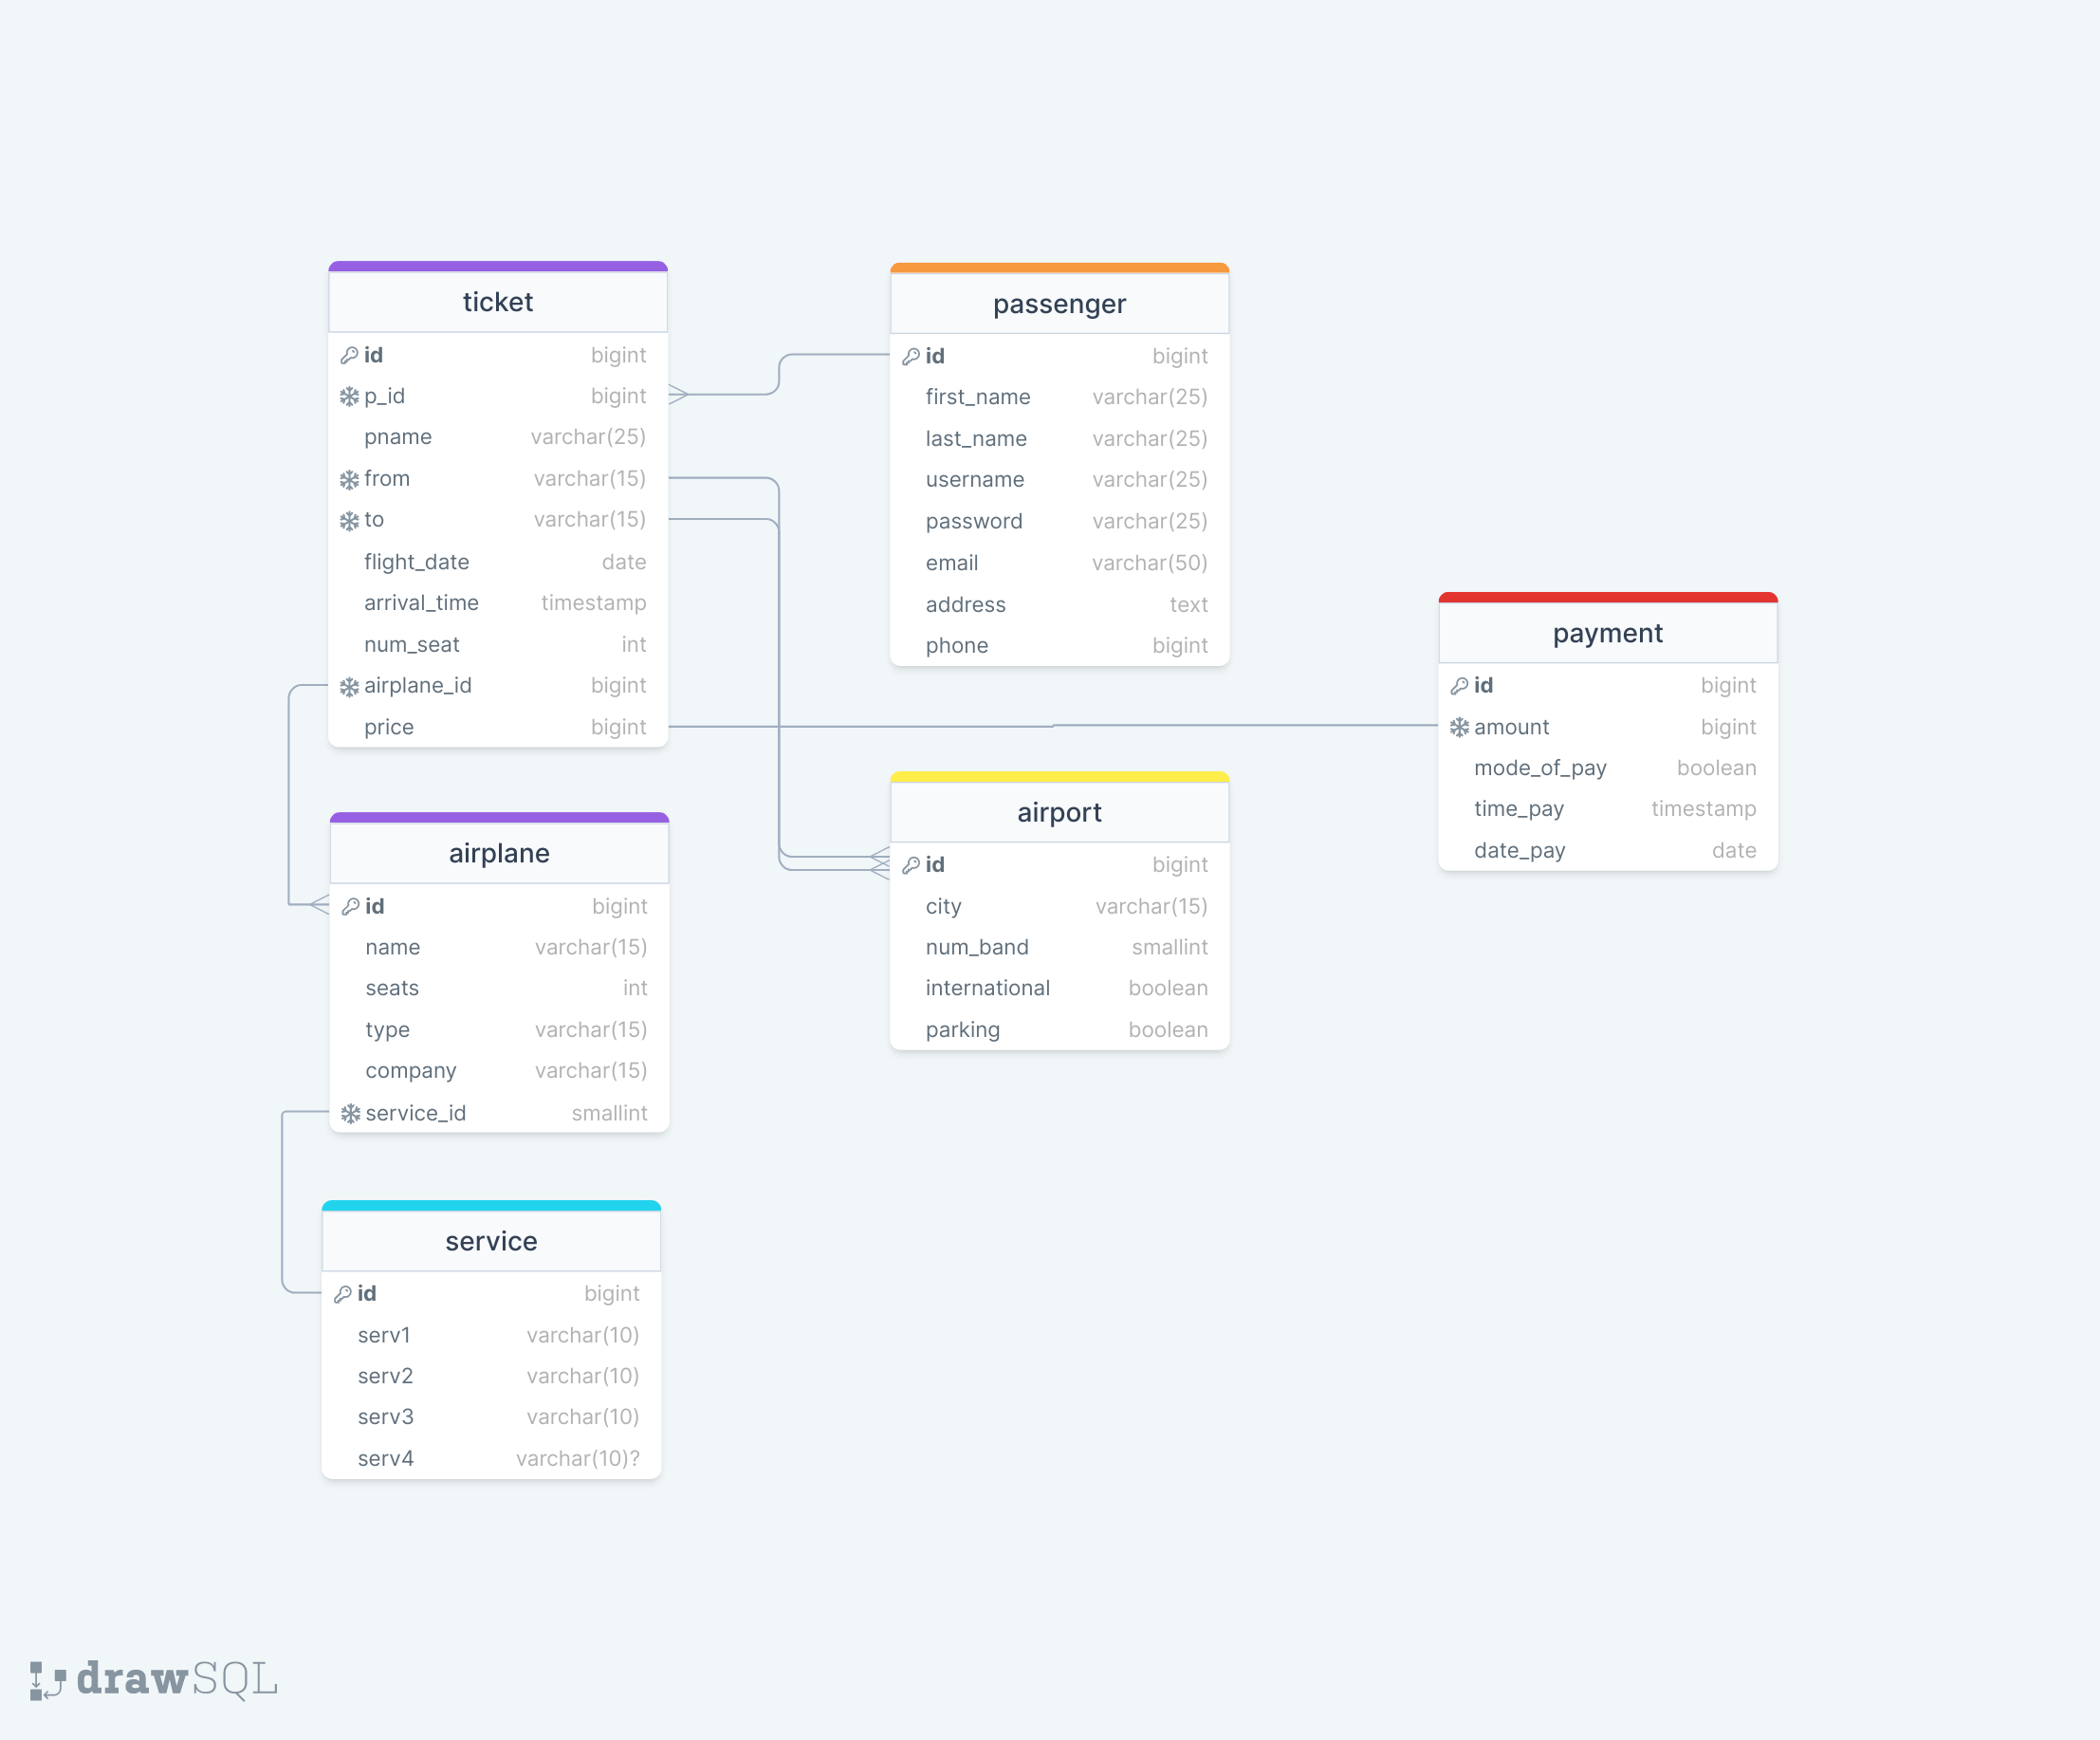 ticket
id bigint
p_id bigint
pname varchar(25)
from varchar(15)
to varchar(15)
flight_date date
arrival_time timestamp
num_seat int
airplane_id bigint
price bigint
passenger
id bigint
first_name varchar(25)
last_name varchar(25)
username varchar(25)
password varchar(25)
email varchar(50)
address text
phone bigint
payment
id bigint
amount bigint
mode_of_pay boolean
time_pay timestamp
date_pay date
airplane
id bigint
name varchar(15)
seats int
type varchar(15)
company varchar(15)
service_id smallint
airport
id bigint
city varchar(15)
num_band smallint
international boolean
parking boolean
service
id bigint
serv1 varchar(10)
serv2 varchar(10)
serv3 varchar(10)
serv4 varchar(10)?
drawSQL